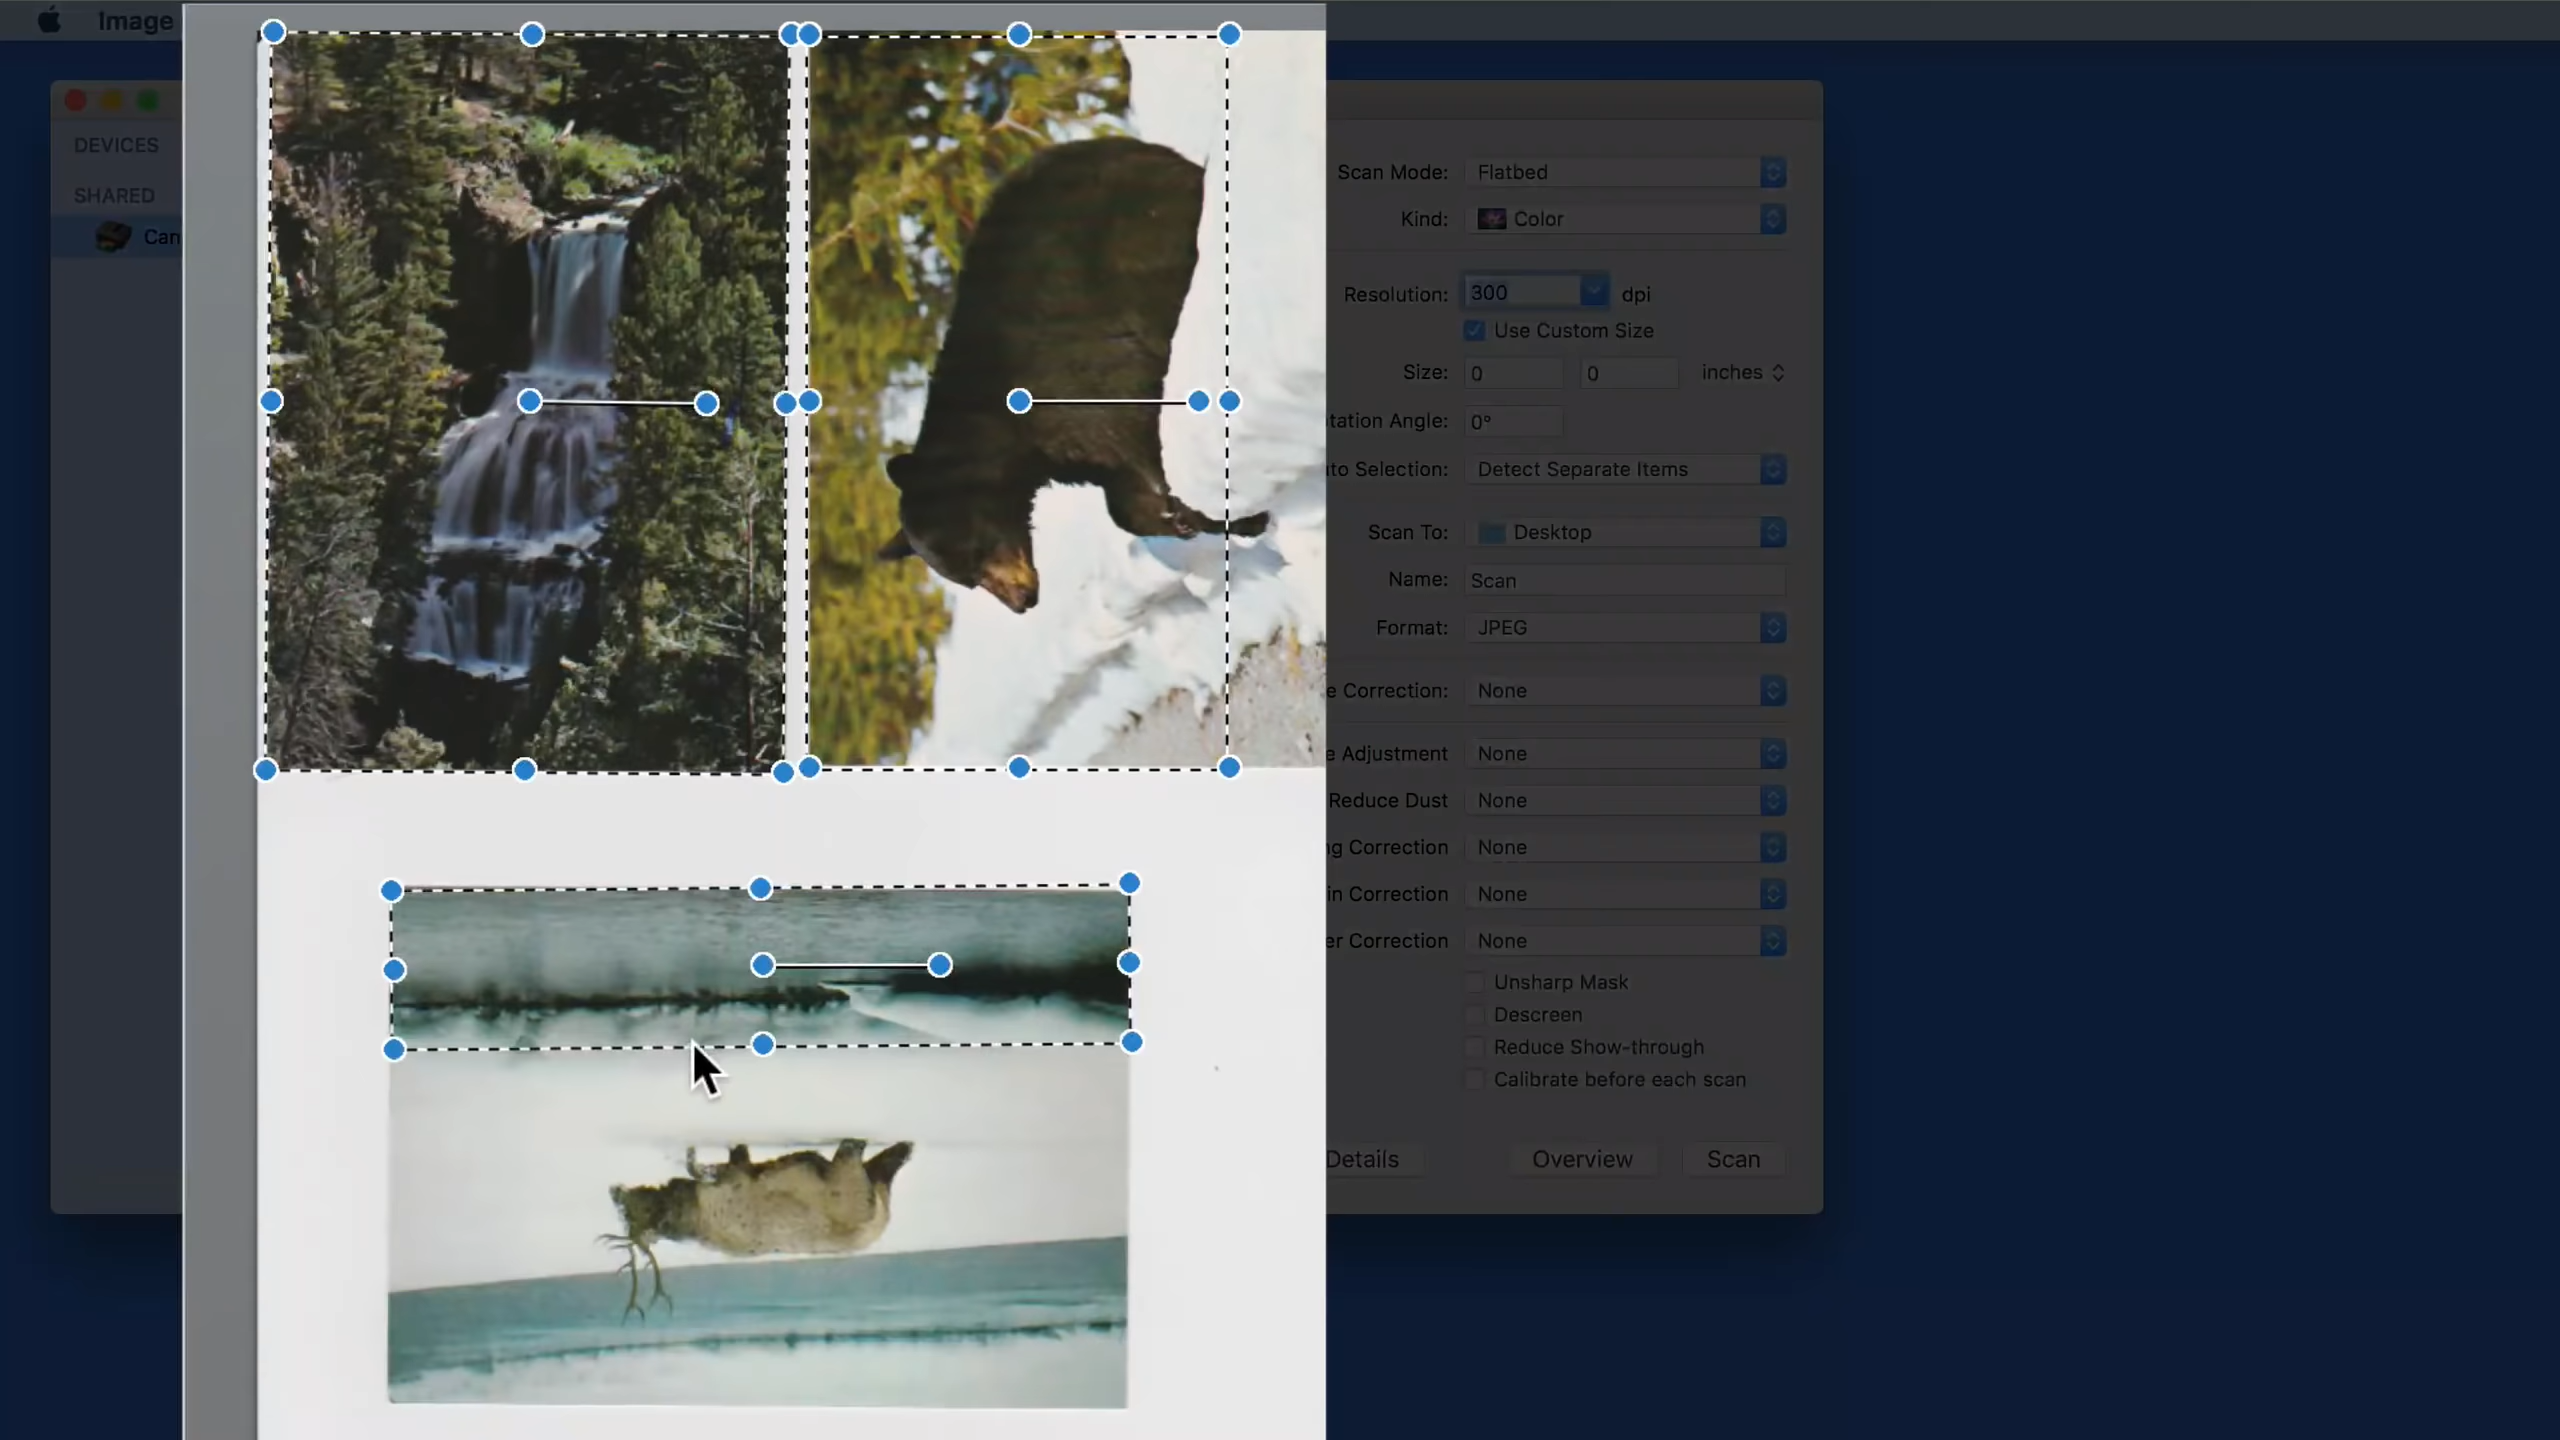 Image
DEVICES
SHARED
Can
Scan Mode: Flatbed
Kind: Color
Resolution: 300 dpi
Use Custom Size
Size: 0 0 inches
tation Angle: 0°
to Selection: Detect Separate Items
Scan To: Desktop
Name: Scan
Format: JPEG
e Correction: None
e Adjustment None
Reduce Dust None
g Correction None
in Correction None
er Correction None
Unsharp Mask
Descreen
Reduce Show-through
Calibrate before each scan
Details Overview Scan